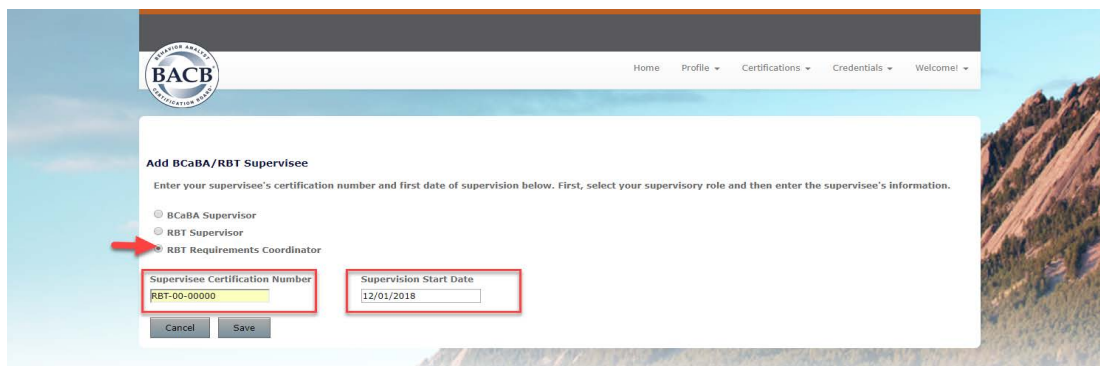 BEHAVIOR ANALYST
BACB
CERTIFICATION BOARD
Home Profile Certifications Credentials Welcome!
Add BCaBA/RBT Supervisee
Enter your supervisee's certification number and first date of supervision below. First, select your supervisory role and then enter the supervisee's information.
BCaBA Supervisor
RBT Supervisor
RBT Requirements Coordinator
Supervisee Certification Number Supervision Start Date
RBT-00-00000 12/01/2018
Cancel Save